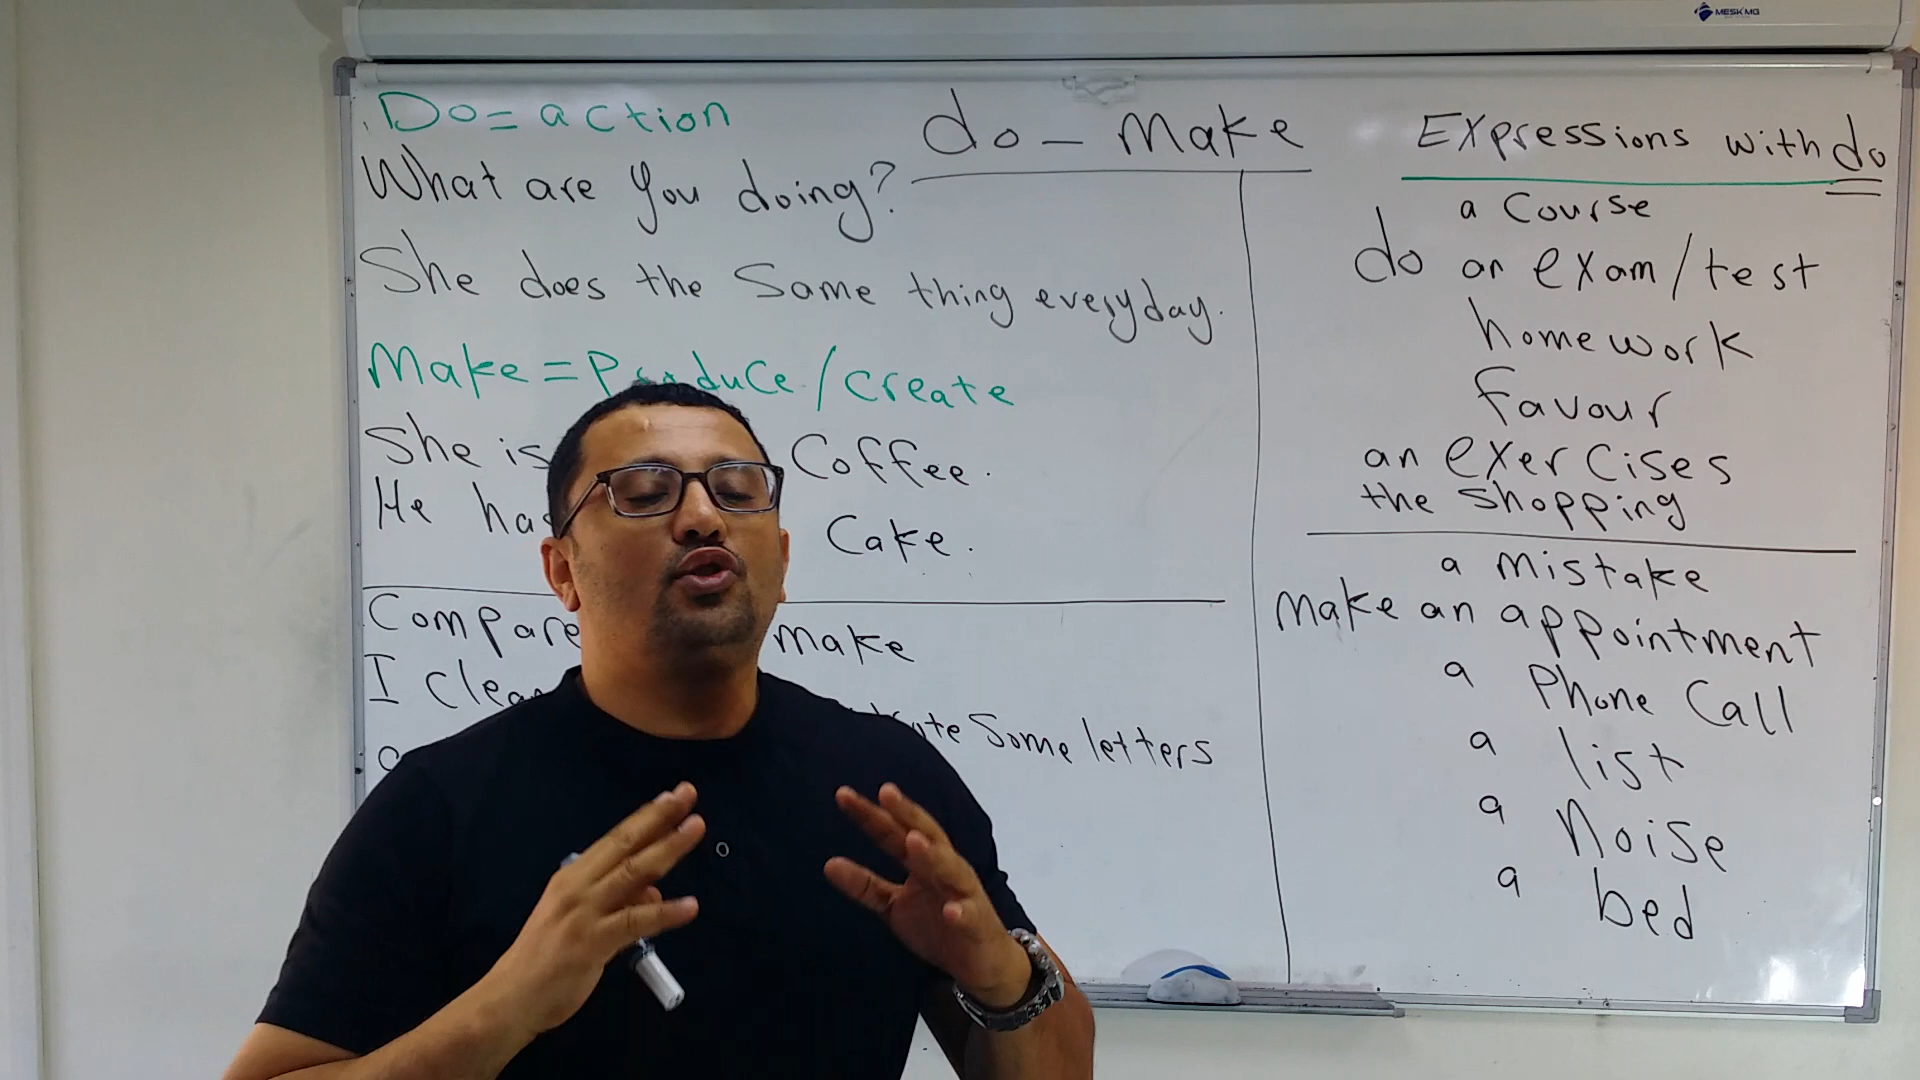 MESK MG
do - Make
Do = action
What are you doing?
She does the same thing everyday.
Make = Produce / create
She is Coffee.
He has Cake.
Compare make
I clean some letters
Expressions with do
a course
do an exam / test
homework
favour
an exercises
the shopping
a mistake
Make an appointment
a Phone Call
a list
a noise
a bed